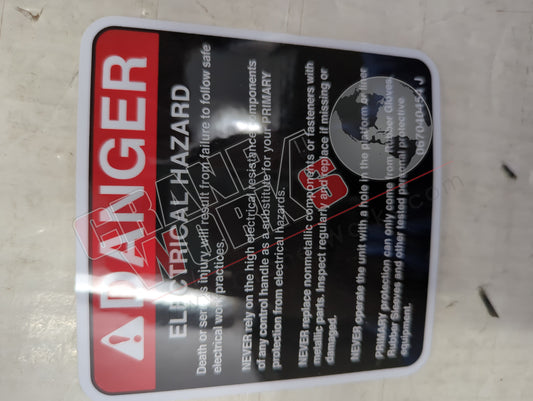 DANGER
ELECTRICAL HAZARD
Death or serious injury will result from failure to follow safe
electrical work practices.
NEVER rely on the high electrical resistance components
of any control handle as a substitute for your PRIMARY
protection from electrical hazards.
NEVER replace nonmetallic components or fasteners with
metallic parts. Inspect regularly and replace if missing or
damaged.
NEVER operate the unit with a hole in the platform or liner
PRIMARY protection can only come from Rubber Gloves,
Rubber Sleeves and other tested personal protective
equipment.
CRANE
WORKS
.com